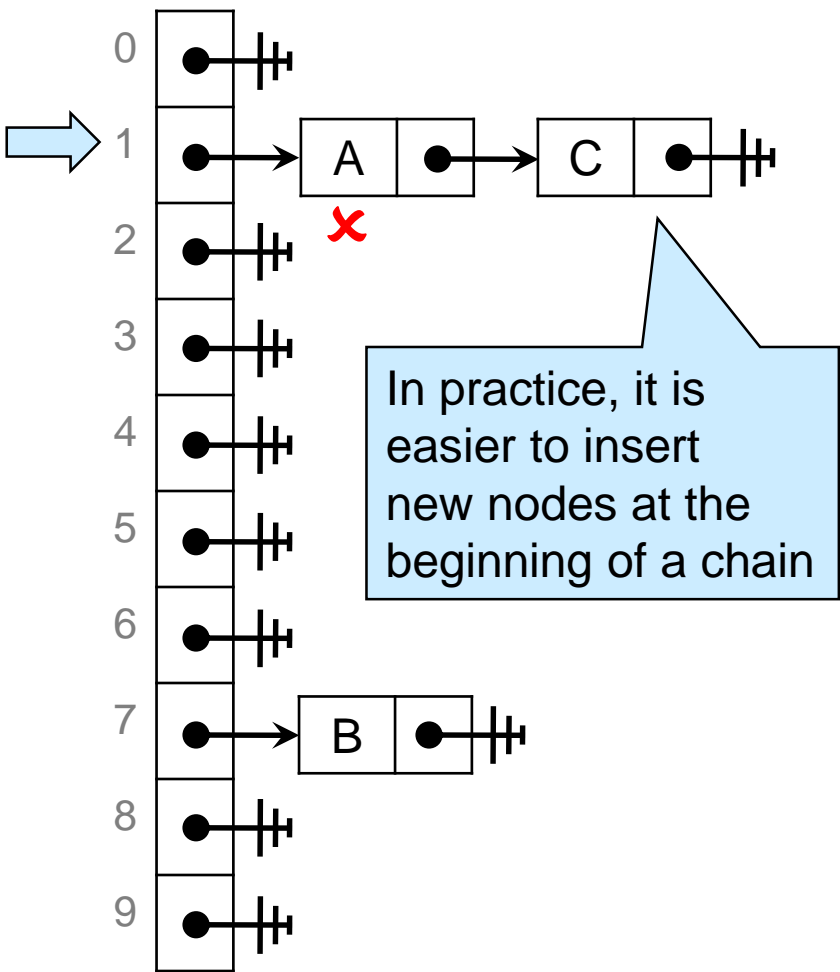 0
1 A C
2
3
In practice, it is
easier to insert
new nodes at the
beginning of a chain
4
5
6
7 B
8
9